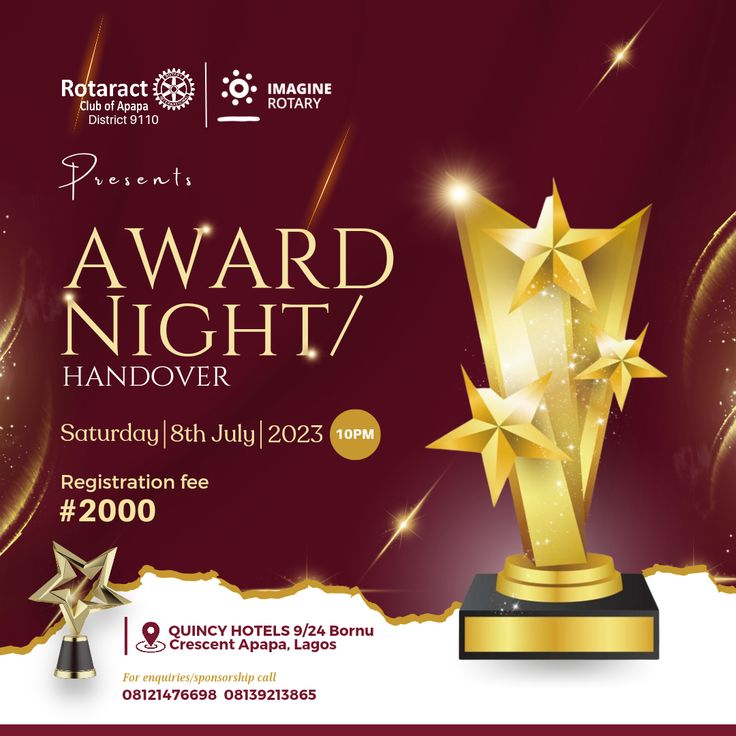 Rotaract
Club of Apapa
District 9110
IMAGINE
ROTARY
Presents
AWARD
NIGHT/
HANDOVER
Saturday|8th July|2023 10PM
Registration fee
#2000
QUINCY HOTELS 9/24 Bornu
Crescent Apapa, Lagos
For enquiries/sponsorship call
08121476698 08139213865